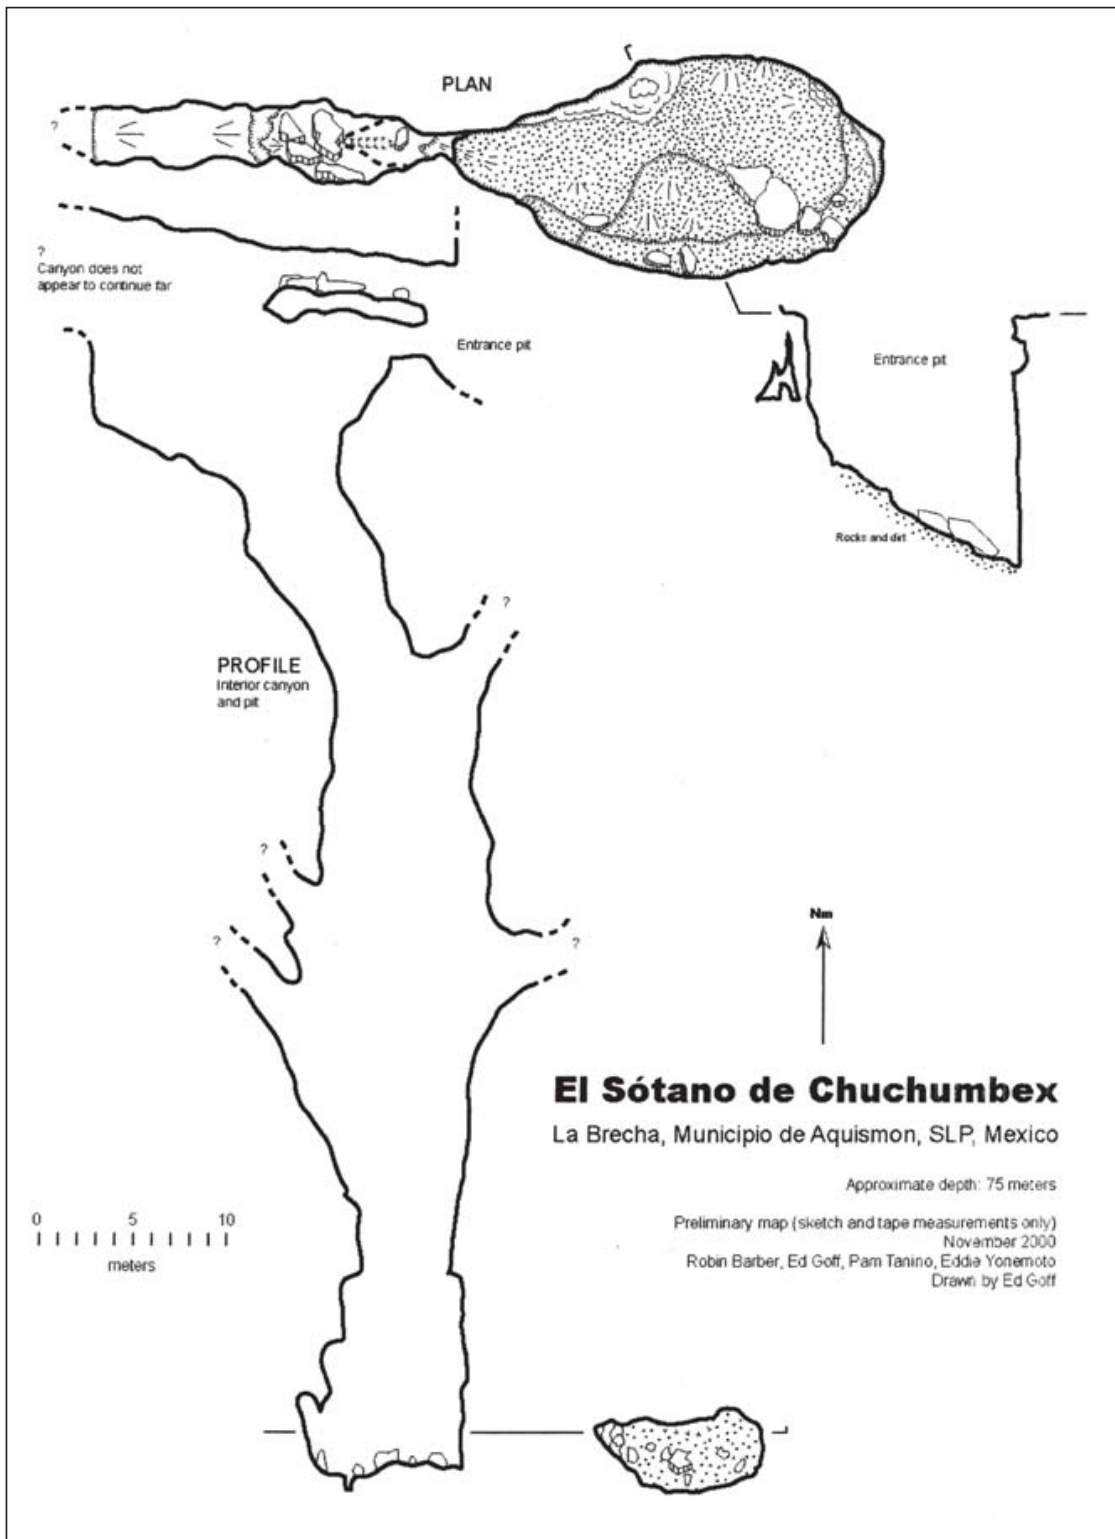 PLAN
?
?
Canyon does not
appear to continue far
Entrance pit
Entrance pit
Rocks and dirt
?
PROFILE
Interior canyon
and pit
?
?
?
Nm
El Sótano de Chuchumbex
La Brecha, Municipio de Aquismon, SLP, Mexico
Approximate depth: 75 meters
Preliminary map (sketch and tape measurements only)
November 2000
Robin Barber, Ed Goff, Pam Tanino, Eddie Yonemoto
Drawn by Ed Goff
0 5 10
meters